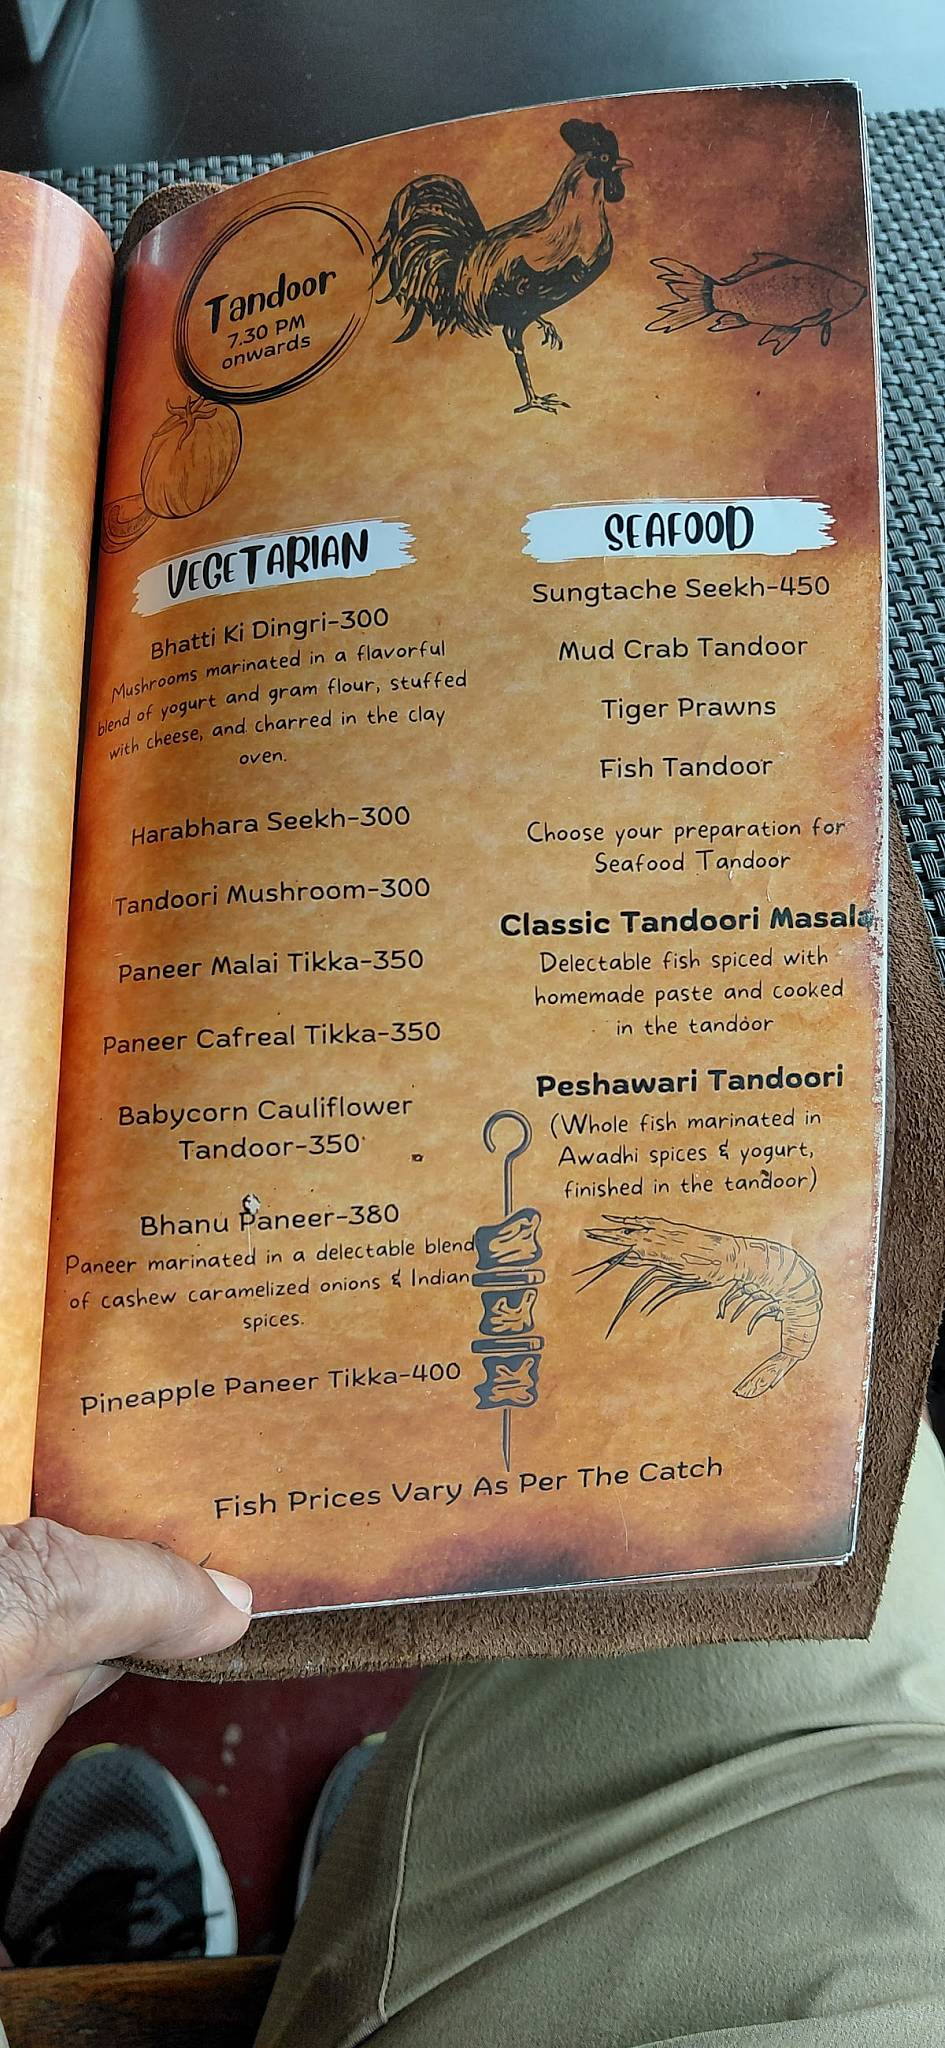 Tandoor
7.30 PM
onwards
VEGETARIAN
Bhatti Ki Dingri-300
Mushrooms marinated in a flavorful
blend of yogurt and gram flour, stuffed
with cheese, and charred in the clay
oven.
Harabhara Seekh-300
Tandoori Mushroom-300
Paneer Malai Tikka-350
Paneer Cafreal Tikka-350
Babycorn Cauliflower
Tandoor-350
Bhanu Paneer-380
Paneer marinated in a delectable blend
of cashew caramelized onions & Indian
spices.
Pineapple Paneer Tikka-400
SEAFOOD
Sungtache Seekh-450
Mud Crab Tandoor
Tiger Prawns
Fish Tandoor
Choose your preparation for
Seafood Tandoor
Classic Tandoori Masala
Delectable fish spiced with
homemade paste and cooked
in the tandoor
Peshawari Tandoori
(Whole fish marinated in
Awadhi spices & yogurt,
finished in the tandoor)
Fish Prices Vary As Per The Catch